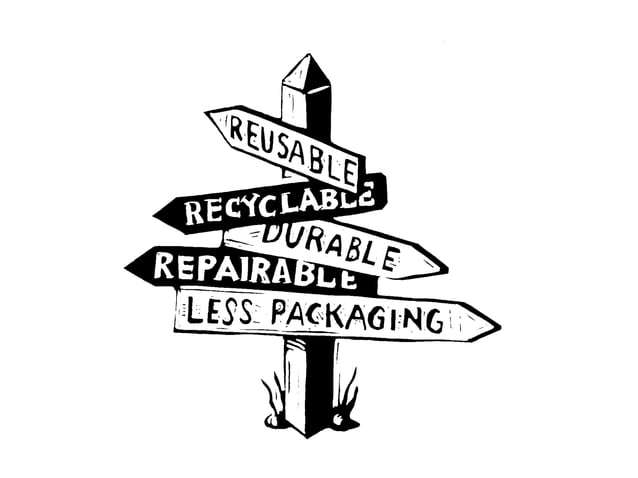 REUSABLE
RECYCLABLE
DURABLE
REPAIRABLE
LESS PACKAGING